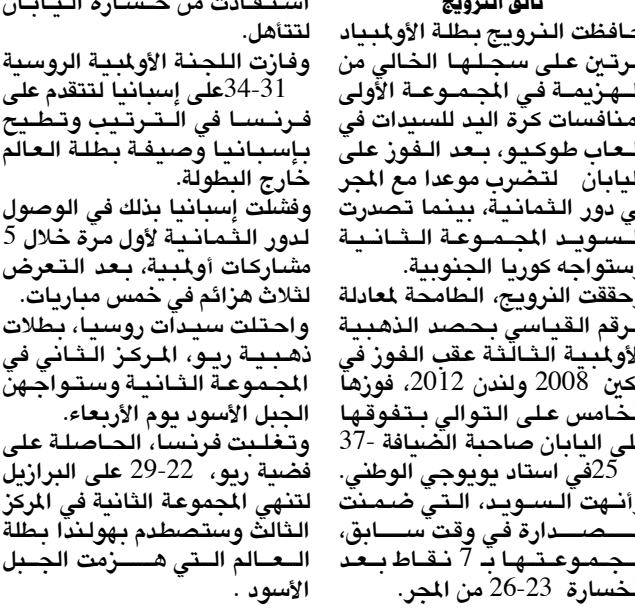 تألق النرويج
حافظت النرويج بطلة الأولمبياد
مرتين على سجلها الخالي من
الهزيمة في المجموعة الأولى
لمنافسات كرة اليد للسيدات في
ألعاب طوكيو، بعد الفوز على
اليابان لتضرب موعدا مع المجر
في دور الثمانية، بينما تصدرت
السويد المجموعة الثانية
وستواجه كوريا الجنوبية.
وحققت النرويج، الطامحة لمعادلة
الرقم القياسي بحصد الذهبية
الأولمبية الثالثة عقب الفوز في
بكين 2008 ولندن 2012، فوزها
الخامس على التوالي بتفوقها
على اليابان صاحبة الضيافة 37-
25في استاد يويوجي الوطني.
وأنهت السويد، التي ضمنت
الصدارة في وقت سابق،
مجموعتها بـ 7 نقاط بعد
الخسارة 23-26 من المجر.
استفادت من خسارة اليابان
لتتأهل.
وفازت اللجنة الأولمبية الروسية
34-31على إسبانيا لتتقدم على
فرنسا في الترتيب وتطيح
بإسبانيا وصيفة بطلة العالم
خارج البطولة.
وفشلت إسبانيا بذلك في الوصول
لدور الثمانية لأول مرة خلال 5
مشاركات أولمبية، بعد التعرض
لثلاث هزائم في خمس مباريات.
واحتلت سيدات روسيا، بطلات
ذهبية ريو، المركز الثاني في
المجموعة الثانية وستواجهن
الجبل الأسود يوم الأربعاء.
وتغلبت فرنسا، الحاصلة على
فضية ريو، 22-29 على البرازيل
لتنهي المجموعة الثانية في المركز
الثالث وستصطدم بهولندا بطلة
العالم التي هزمت الجبل
الأسود .